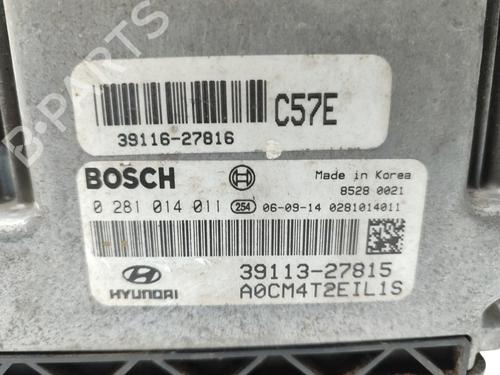 B-PARTS
39116-27816
C57E
BOSCH
Made in Korea
8528 0021
0 281 014 011 254 06-09-14 0281014011
39113-27815
HYUNDAI
A0CM4T2EIL1S